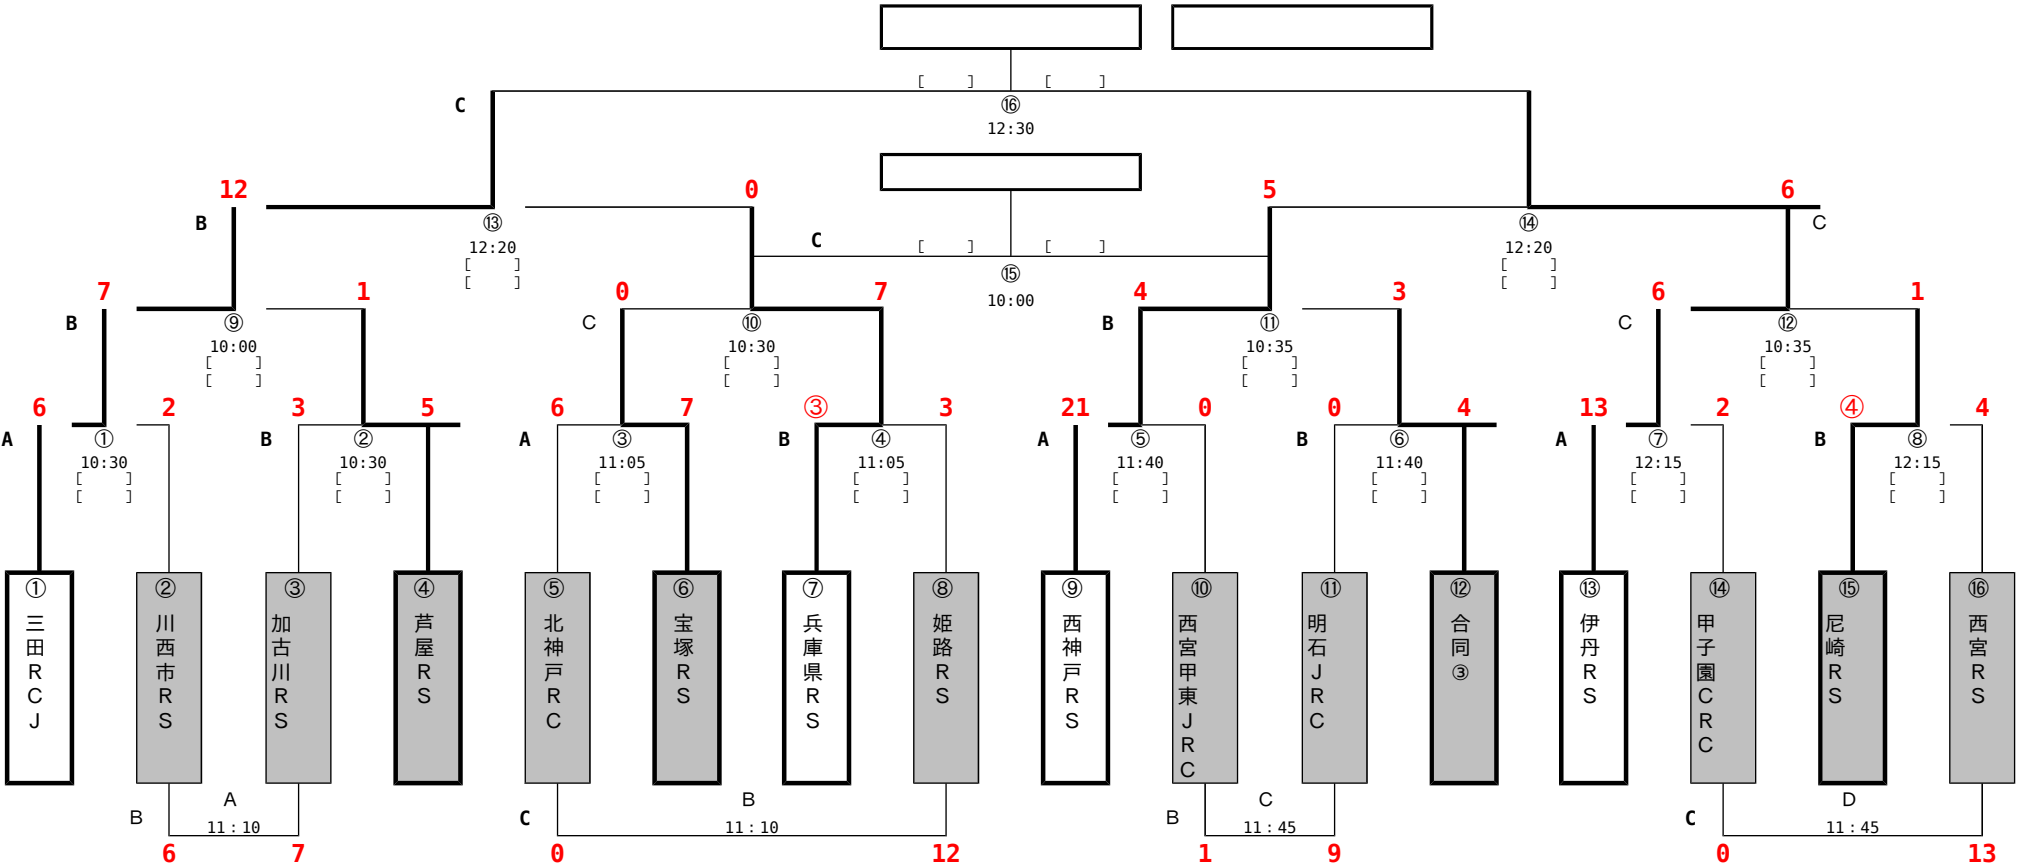 [ ] [ ]
C
⑯
12:30
12 0 5 6
B ⑬ ⑭ C
C [ ] [ ]
12:20 12:20
[ ] [ ]
[ ] [ ]
⑮
10:00
7 1 0 7 4 3 6 1
B ⑨ C ⑩ B ⑪ C ⑫
10:00 10:30 10:35 10:35
[ ] [ ] [ ] [ ]
[ ] [ ] [ ] [ ]
6 2 3 5 6 7 ③ 3 21 0 0 4 13 2 ④ 4
A ① B ② A ③ B ④ A ⑤ B ⑥ A ⑦ B ⑧
10:30 10:30 11:05 11:05 11:40 11:40 12:15 12:15
[ ] [ ] [ ] [ ] [ ] [ ] [ ] [ ]
[ ] [ ] [ ] [ ] [ ] [ ] [ ] [ ]
① 三田RCJ
② 川西市RS
③ 加古川RS
④ 芦屋RS
⑤ 北神戸RC
⑥ 宝塚RS
⑦ 兵庫県RS
⑧ 姫路RS
⑨ 西神戸RS
⑩ 西宮甲東JRC
⑪ 明石JRC
⑫ 合同③
⑬ 伊丹RS
⑭ 甲子園CRC
⑮ 尼崎RS
⑯ 西宮RS
A B C D
B C B C
11:10 11:10 11:45 11:45
6 7 0 12 1 9 0 13